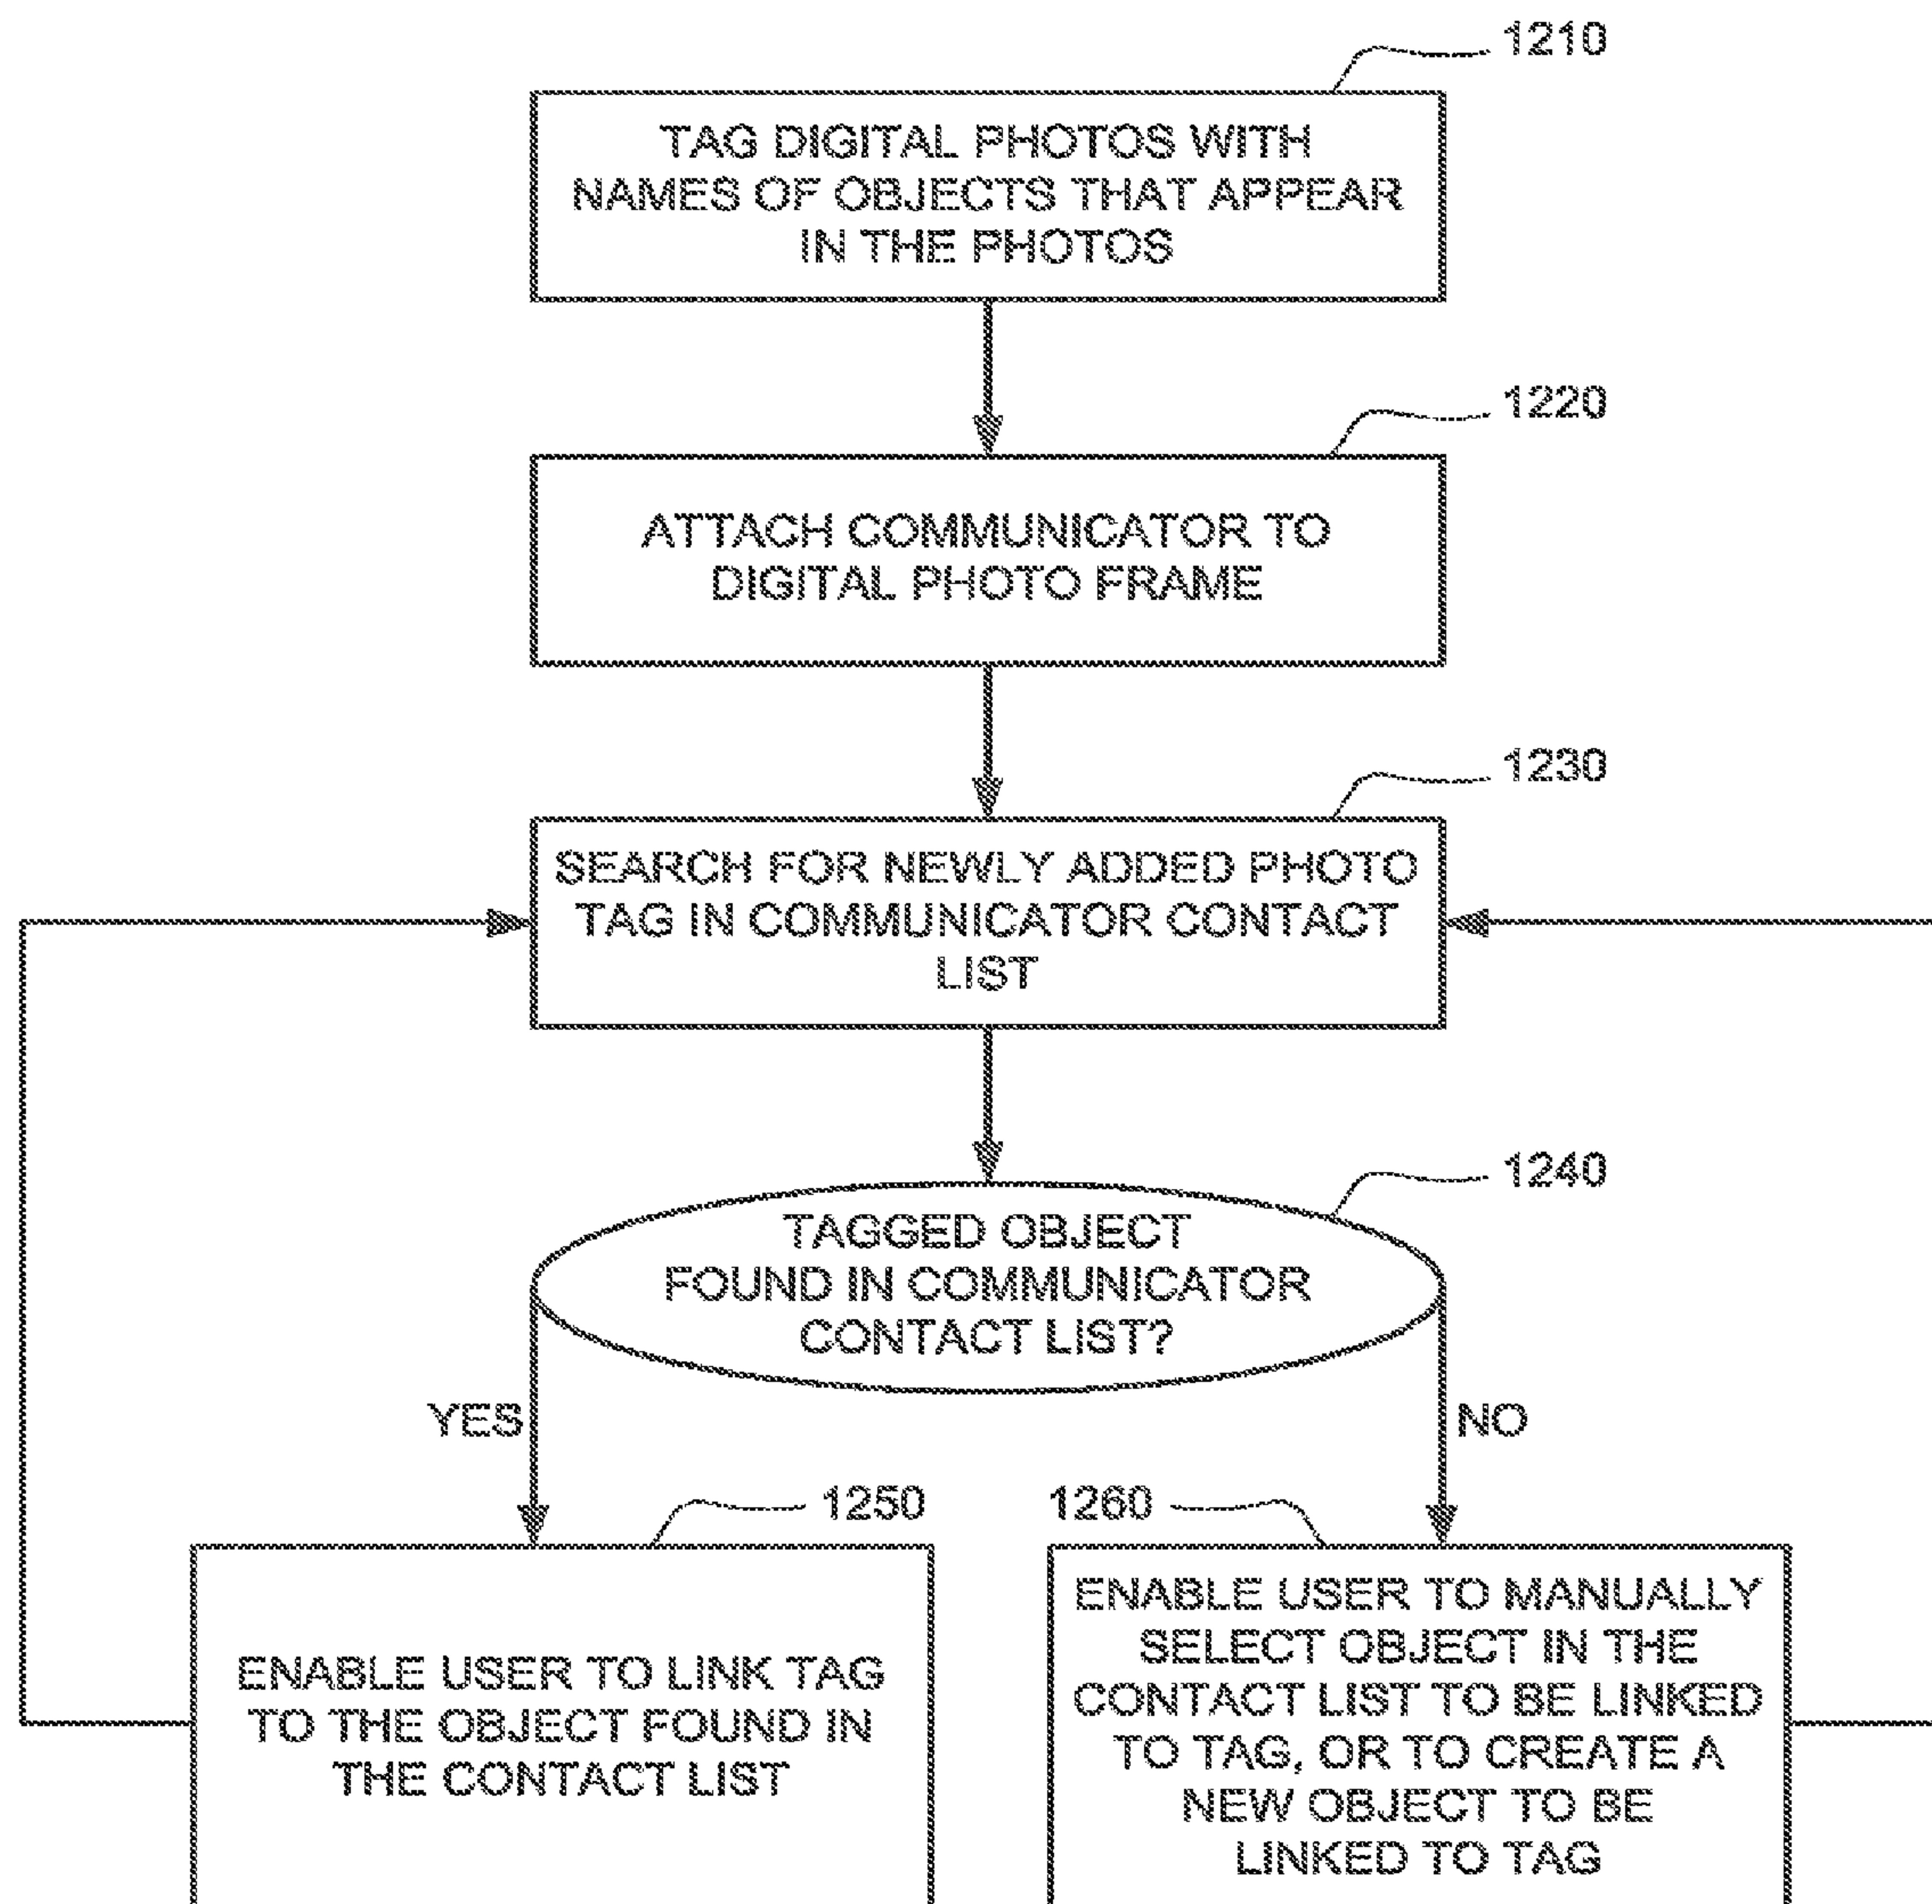 1210
TAG DIGITAL PHOTOS WITH
NAMES OF OBJECTS THAT APPEAR
IN THE PHOTOS
1220
ATTACH COMMUNICATOR TO
DIGITAL PHOTO FRAME
1230
SEARCH FOR NEWLY ADDED PHOTO
TAG IN COMMUNICATOR CONTACT
LIST
1240
TAGGED OBJECT
FOUND IN COMMUNICATOR
CONTACT LIST?
YES
NO
1250
ENABLE USER TO LINK TAG
TO THE OBJECT FOUND IN
THE CONTACT LIST
1260
ENABLE USER TO MANUALLY
SELECT OBJECT IN THE
CONTACT LIST TO BE LINKED
TO TAG, OR TO CREATE A
NEW OBJECT TO BE
LINKED TO TAG